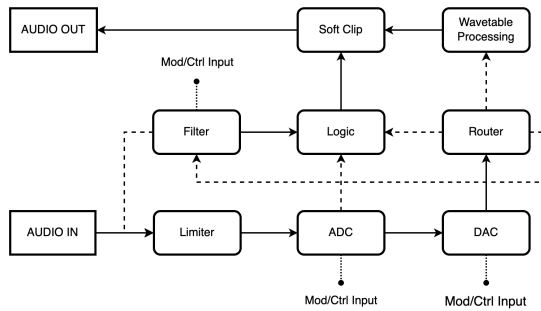 AUDIO OUT
Soft Clip
Wavetable
Processing
Mod/Ctrl Input
Filter
Logic
Router
AUDIO IN
Limiter
ADC
DAC
Mod/Ctrl Input
Mod/Ctrl Input